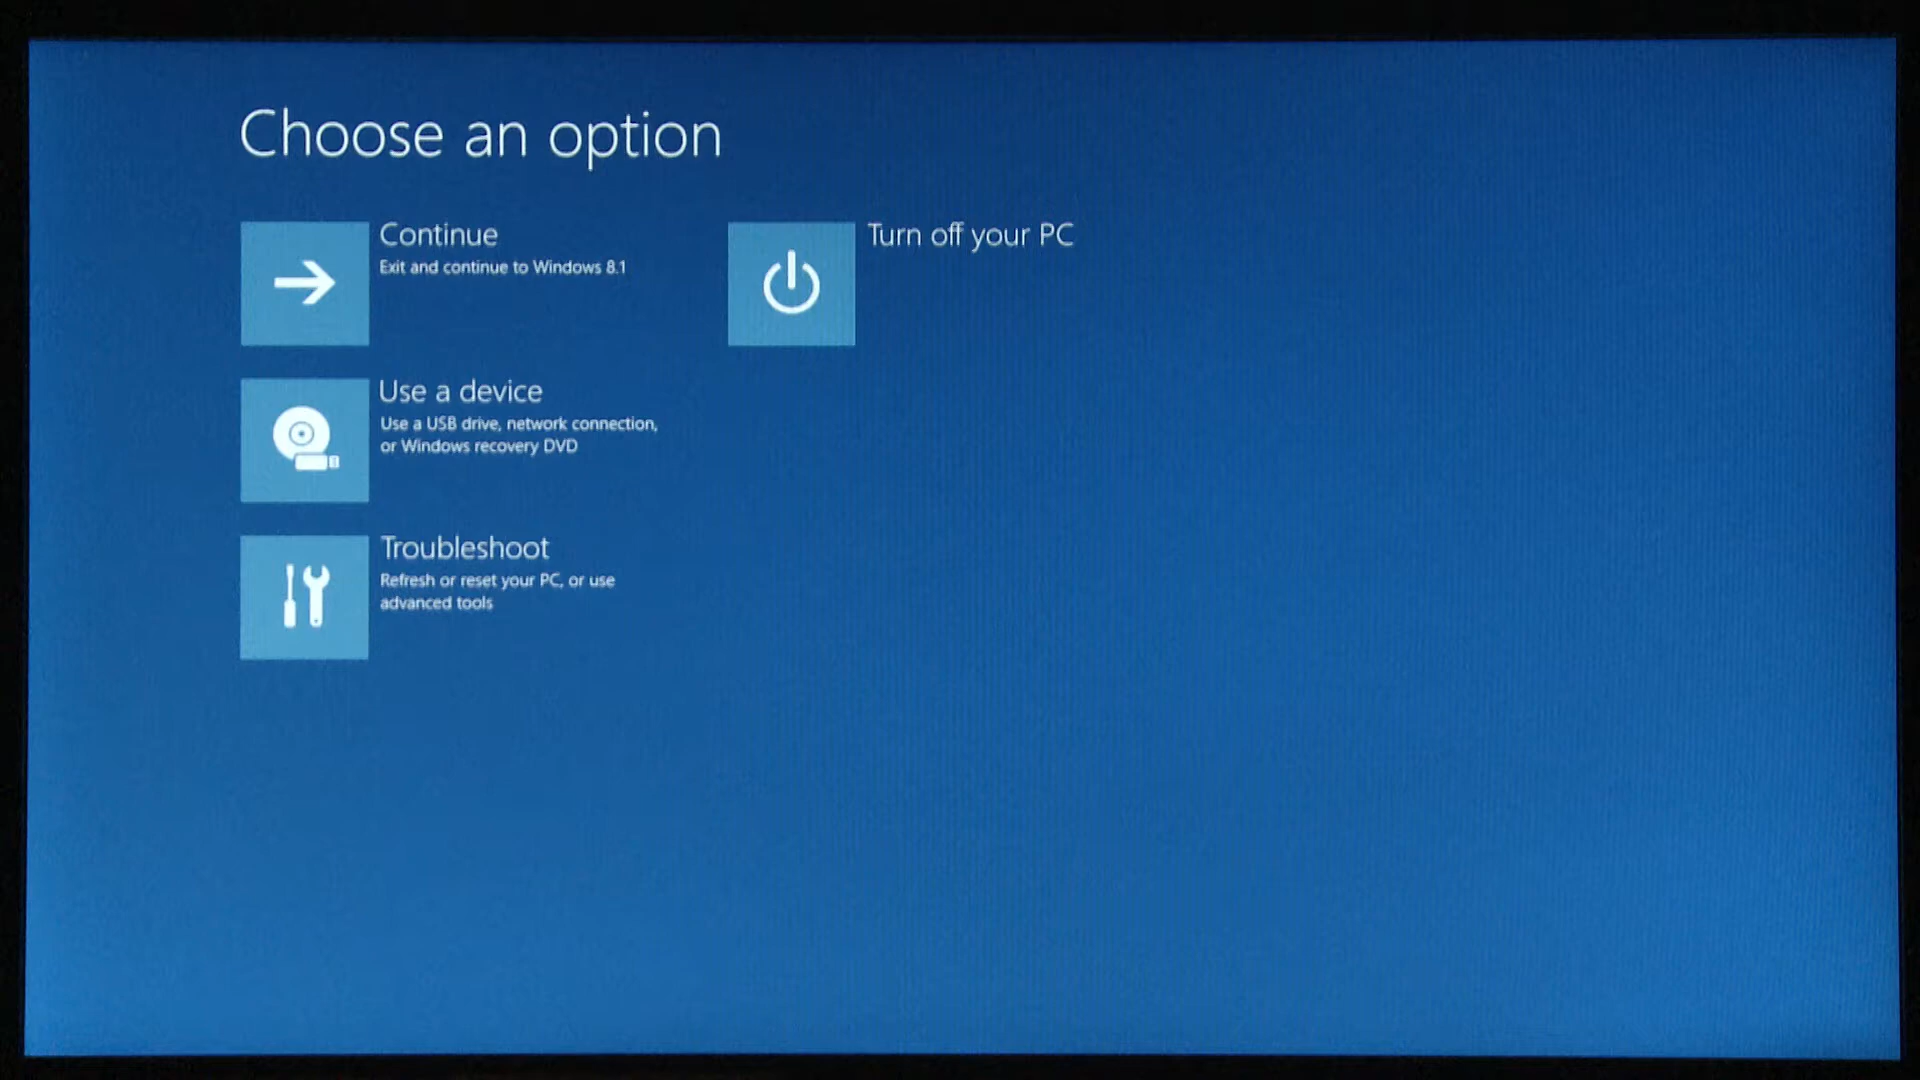 Choose an option
Continue
Exit and continue to Windows 8.1
Turn off your PC
Use a device
Use a USB drive, network connection,
or Windows recovery DVD
Troubleshoot
Refresh or reset your PC, or use
advanced tools